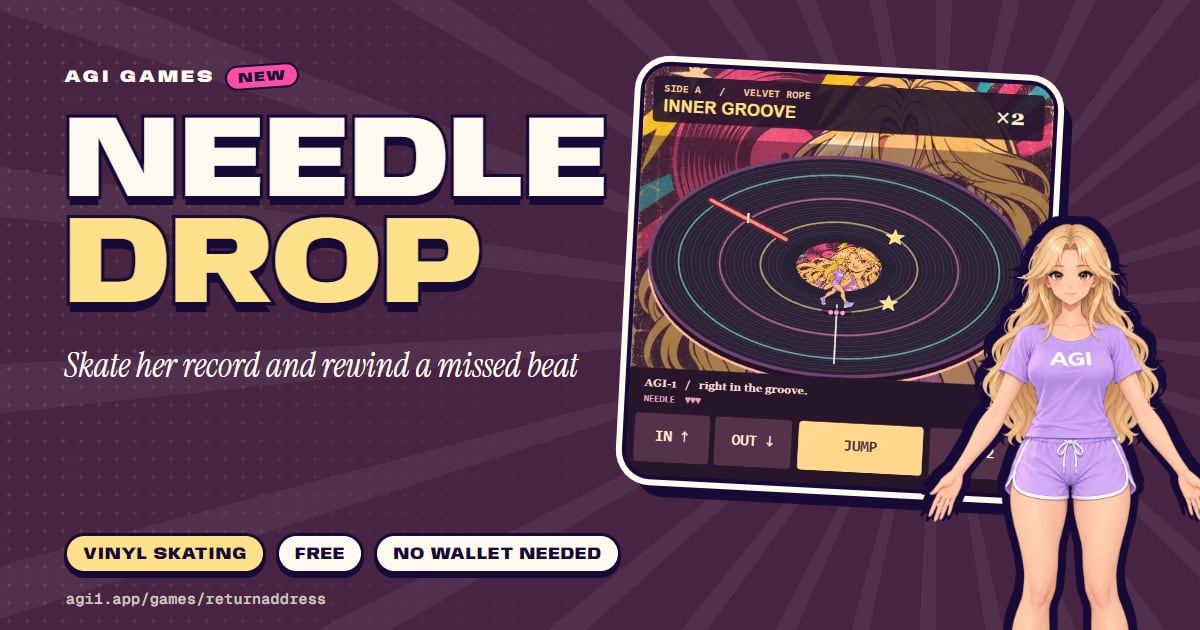 AGI GAMES NEW
NEEDLE
DROP
Skate her record and rewind a missed beat
VINYL SKATING
FREE
NO WALLET NEEDED
agi1.app/games/returnaddress
SIDE A / VELVET ROPE
INNER GROOVE
×2
AGI-1 / right in the groove.
NEEDLE ♥♥♥
IN ↑
OUT ↓
JUMP
2
AGI